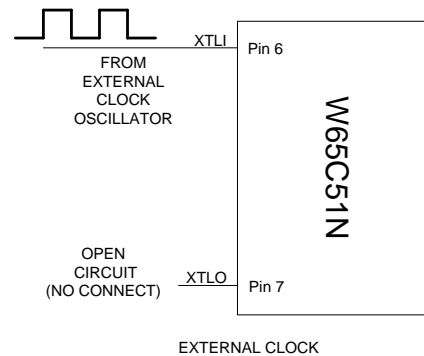 XTLI
Pin 6
FROM
EXTERNAL
CLOCK
OSCILLATOR
W65C51N
OPEN
CIRCUIT
(NO CONNECT)
XTLO
Pin 7
EXTERNAL CLOCK